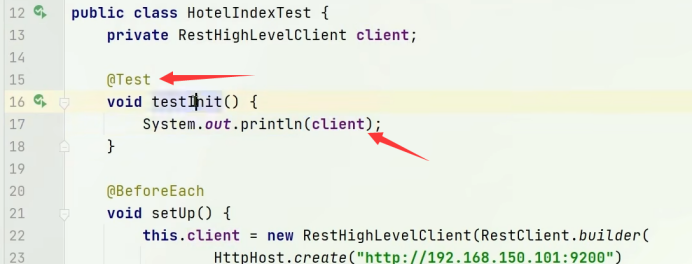 12 public class HotelIndexTest {
13 private RestHighLevelClient client;
14
15 @Test
16 void testInit() {
17 System.out.println(client);
18 }
19
20 @BeforeEach
21 void setUp() {
22 this.client = new RestHighLevelClient(RestClient.builder(
23 HttpHost.create("http://192.168.150.101:9200")